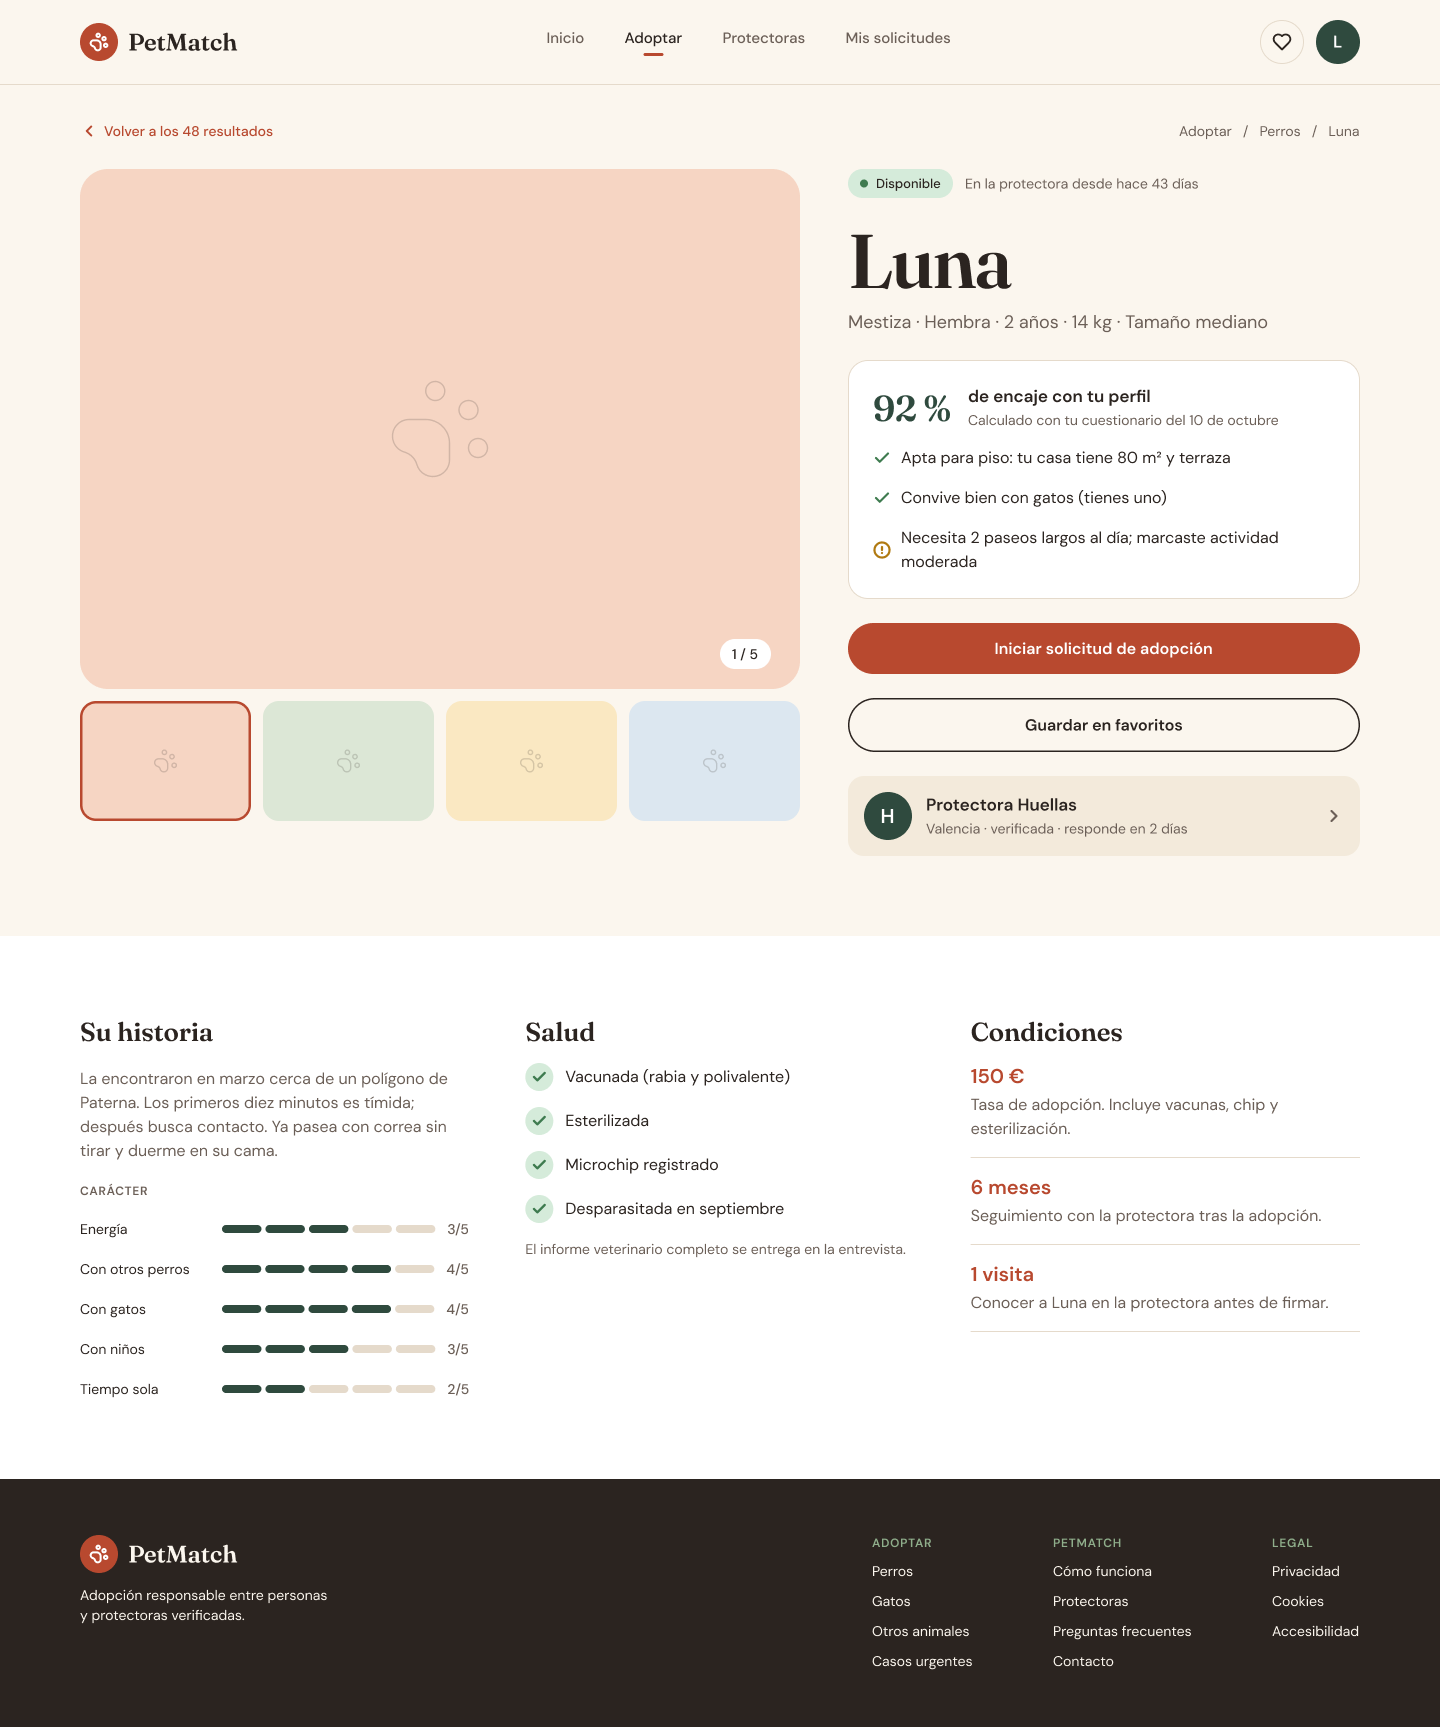 PetMatch
Inicio
Adoptar
Protectoras
Mis solicitudes
L
Volver a los 48 resultados
Adoptar / Perros / Luna
1 / 5
Disponible
En la protectora desde hace 43 días
Luna
Mestiza · Hembra · 2 años · 14 kg · Tamaño mediano
92 %
de encaje con tu perfil
Calculado con tu cuestionario del 10 de octubre
Apta para piso: tu casa tiene 80 m² y terraza
Convive bien con gatos (tienes uno)
Necesita 2 paseos largos al día; marcaste actividad
moderada
Iniciar solicitud de adopción
Guardar en favoritos
H
Protectora Huellas
Valencia · verificada · responde en 2 días
Su historia
La encontraron en marzo cerca de un polígono de
Paterna. Los primeros diez minutos es tímida;
después busca contacto. Ya pasea con correa sin
tirar y duerme en su cama.
CARÁCTER
Energía 3/5
Con otros perros 4/5
Con gatos 4/5
Con niños 3/5
Tiempo sola 2/5
Salud
Vacunada (rabia y polivalente)
Esterilizada
Microchip registrado
Desparasitada en septiembre
El informe veterinario completo se entrega en la entrevista.
Condiciones
150 €
Tasa de adopción. Incluye vacunas, chip y
esterilización.
6 meses
Seguimiento con la protectora tras la adopción.
1 visita
Conocer a Luna en la protectora antes de firmar.
PetMatch
Adopción responsable entre personas
y protectoras verificadas.
ADOPTAR
Perros
Gatos
Otros animales
Casos urgentes
PETMATCH
Cómo funciona
Protectoras
Preguntas frecuentes
Contacto
LEGAL
Privacidad
Cookies
Accesibilidad